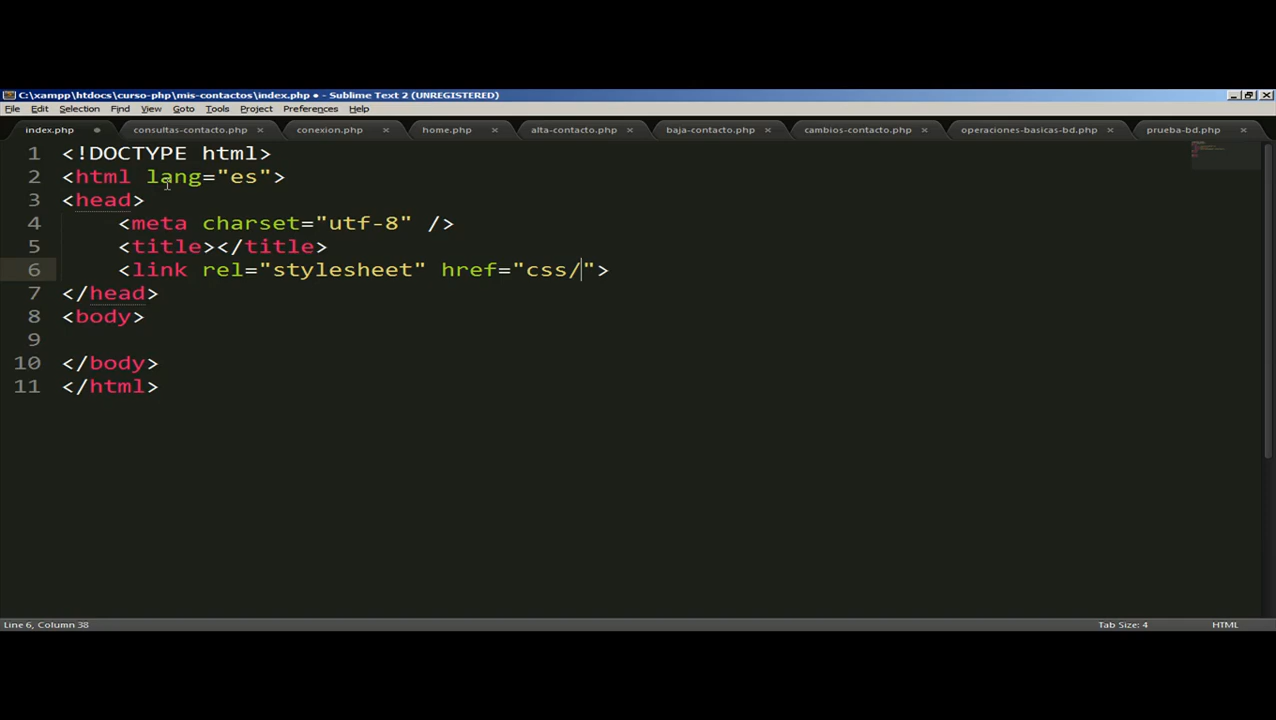 C:\xampp\htdocs\curso-php\mis-contactos\index.php • - Sublime Text 2 (UNREGISTERED)
File Edit Selection Find View Goto Tools Project Preferences Help
index.php consultas-contacto.php conexion.php home.php alta-contacto.php baja-contacto.php cambios-contacto.php operaciones-basicas-bd.php prueba-bd.php
1 <!DOCTYPE html>
2 <html lang="es">
3 <head>
4 <meta charset="utf-8" />
5 <title></title>
6 <link rel="stylesheet" href="css/">
7 </head>
8 <body>
9
10 </body>
11 </html>
Line 6, Column 38 Tab Size: 4 HTML